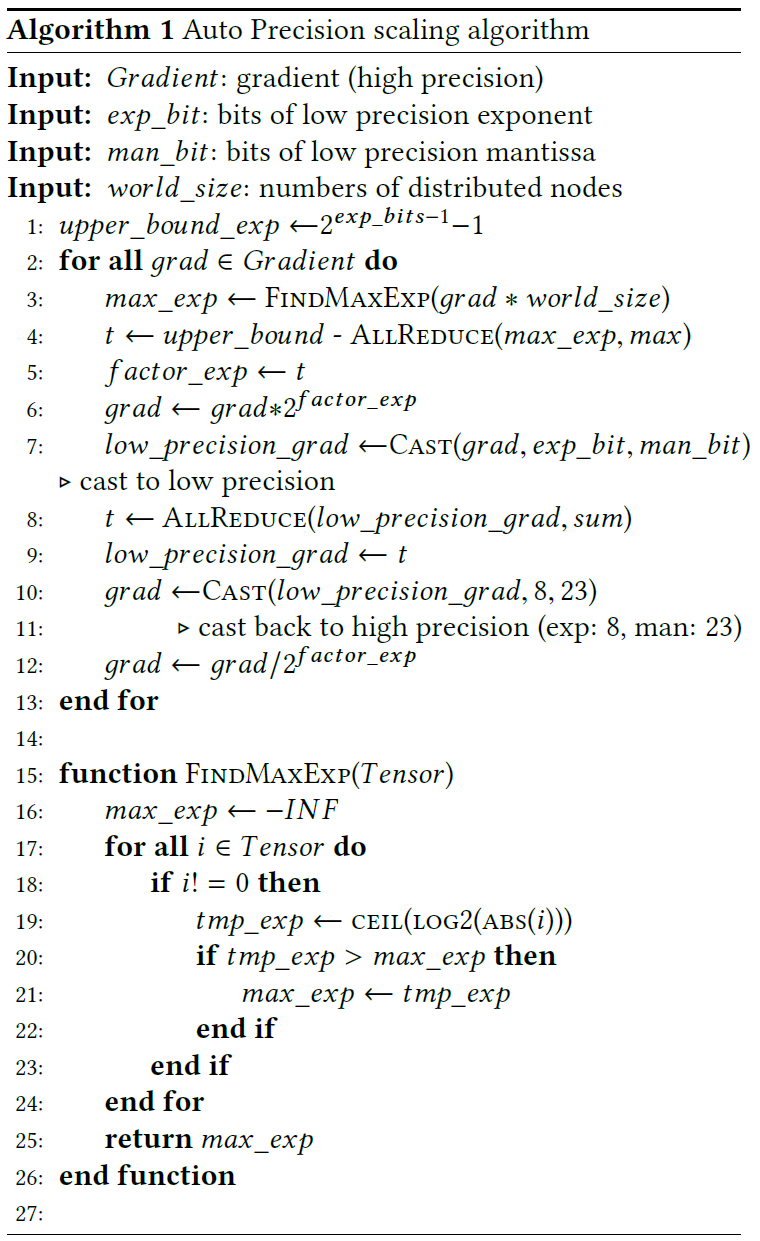 Algorithm 1 Auto Precision scaling algorithm
Input: Gradient: gradient (high precision)
Input: exp_bit: bits of low precision exponent
Input: man_bit: bits of low precision mantissa
Input: world_size: numbers of distributed nodes
1: upper_bound_exp ←2^{exp_bits−1}−1
2: for all grad ∈ Gradient do
3: max_exp ← FindMaxExp(grad ∗ world_size)
4: t ← upper_bound - AllReduce(max_exp, max)
5: factor_exp ← t
6: grad ← grad∗2^{factor_exp}
7: low_precision_grad ←Cast(grad, exp_bit, man_bit)
▷ cast to low precision
8: t ← AllReduce(low_precision_grad, sum)
9: low_precision_grad ← t
10: grad ←Cast(low_precision_grad, 8, 23)
11: ▷ cast back to high precision (exp: 8, man: 23)
12: grad ← grad/2^{factor_exp}
13: end for
14:
15: function FindMaxExp(Tensor)
16: max_exp ← −INF
17: for all i ∈ Tensor do
18: if i! = 0 then
19: tmp_exp ← ceil(log2(abs(i)))
20: if tmp_exp > max_exp then
21: max_exp ← tmp_exp
22: end if
23: end if
24: end for
25: return max_exp
26: end function
27: